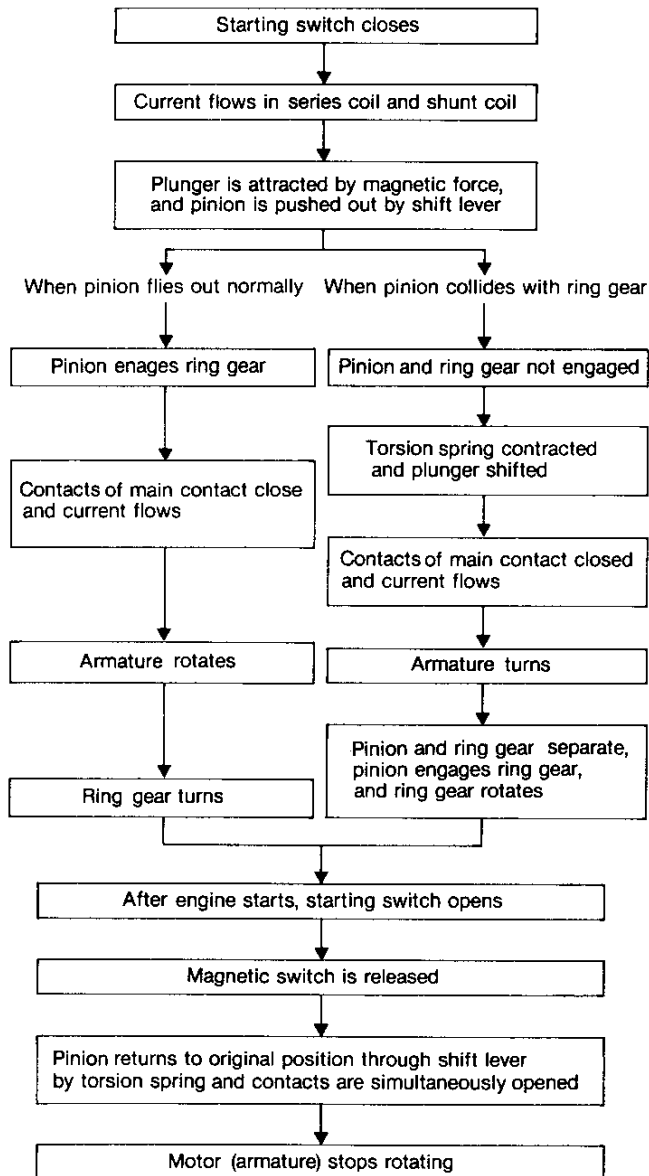 Starting switch closes
Current flows in series coil and shunt coil
Plunger is attracted by magnetic force,
and pinion is pushed out by shift lever
When pinion flies out normally
When pinion collides with ring gear
Pinion enages ring gear
Pinion and ring gear not engaged
Torsion spring contracted
and plunger shifted
Contacts of main contact close
and current flows
Contacts of main contact closed
and current flows
Armature rotates
Armature turns
Pinion and ring gear separate,
pinion engages ring gear,
and ring gear rotates
Ring gear turns
After engine starts, starting switch opens
Magnetic switch is released
Pinion returns to original position through shift lever
by torsion spring and contacts are simultaneously opened
Motor (armature) stops rotating